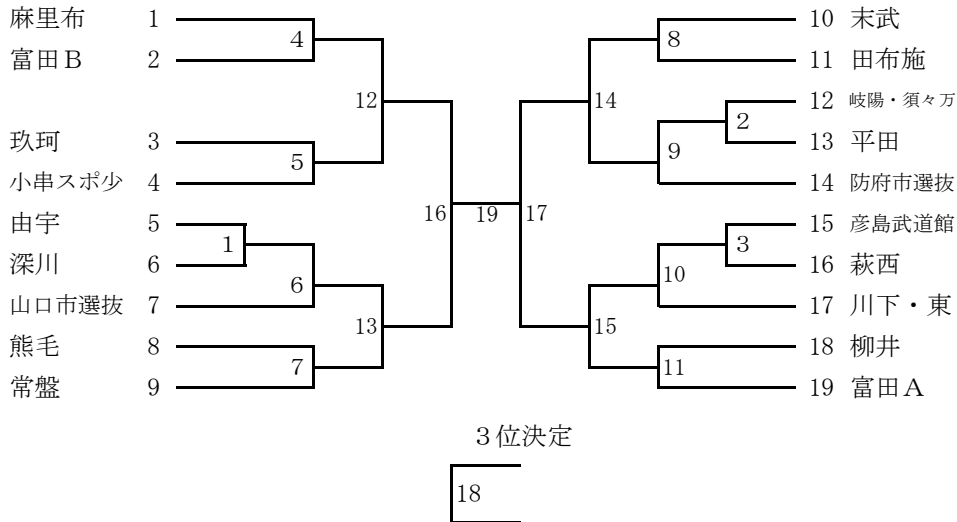 麻里布 1 4 8 10 末武
富田Ｂ 2 11 田布施
12 14 12 岐陽・須々万
2
玖珂 3 5 9 13 平田
小串スポ少 4 14 防府市選抜
16 19 17
由宇 5 15 彦島武道館
1 3
深川 6 16 萩西
6 10
山口市選抜 7 17 川下・東
13 15
熊毛 8 18 柳井
7 11
常盤 9 19 富田Ａ
３位決定
18